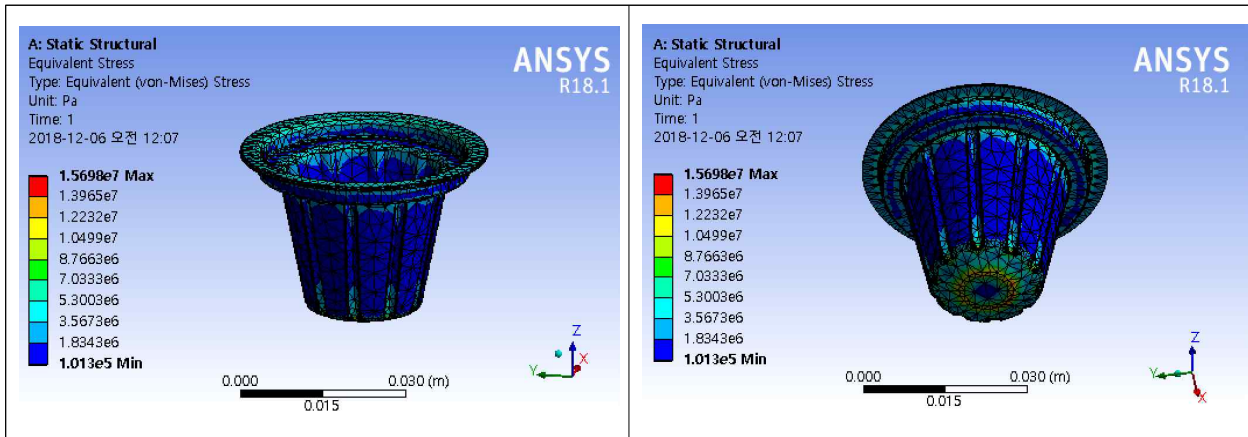 A: Static Structural
Equivalent Stress
Type: Equivalent (von-Mises) Stress
Unit: Pa
Time: 1
2018-12-06 오전 12:07
ANSYS
R18.1
1.5698e7 Max
1.3965e7
1.2232e7
1.0499e7
8.7663e6
7.0333e6
5.3003e6
3.5673e6
1.8343e6
1.013e5 Min
Z
X
Y
0.000
0.030 (m)
0.015
A: Static Structural
Equivalent Stress
Type: Equivalent (von-Mises) Stress
Unit: Pa
Time: 1
2018-12-06 오전 12:07
ANSYS
R18.1
1.5698e7 Max
1.3965e7
1.2232e7
1.0499e7
8.7663e6
7.0333e6
5.3003e6
3.5673e6
1.8343e6
1.013e5 Min
Z
Y
X
0.000
0.030 (m)
0.015